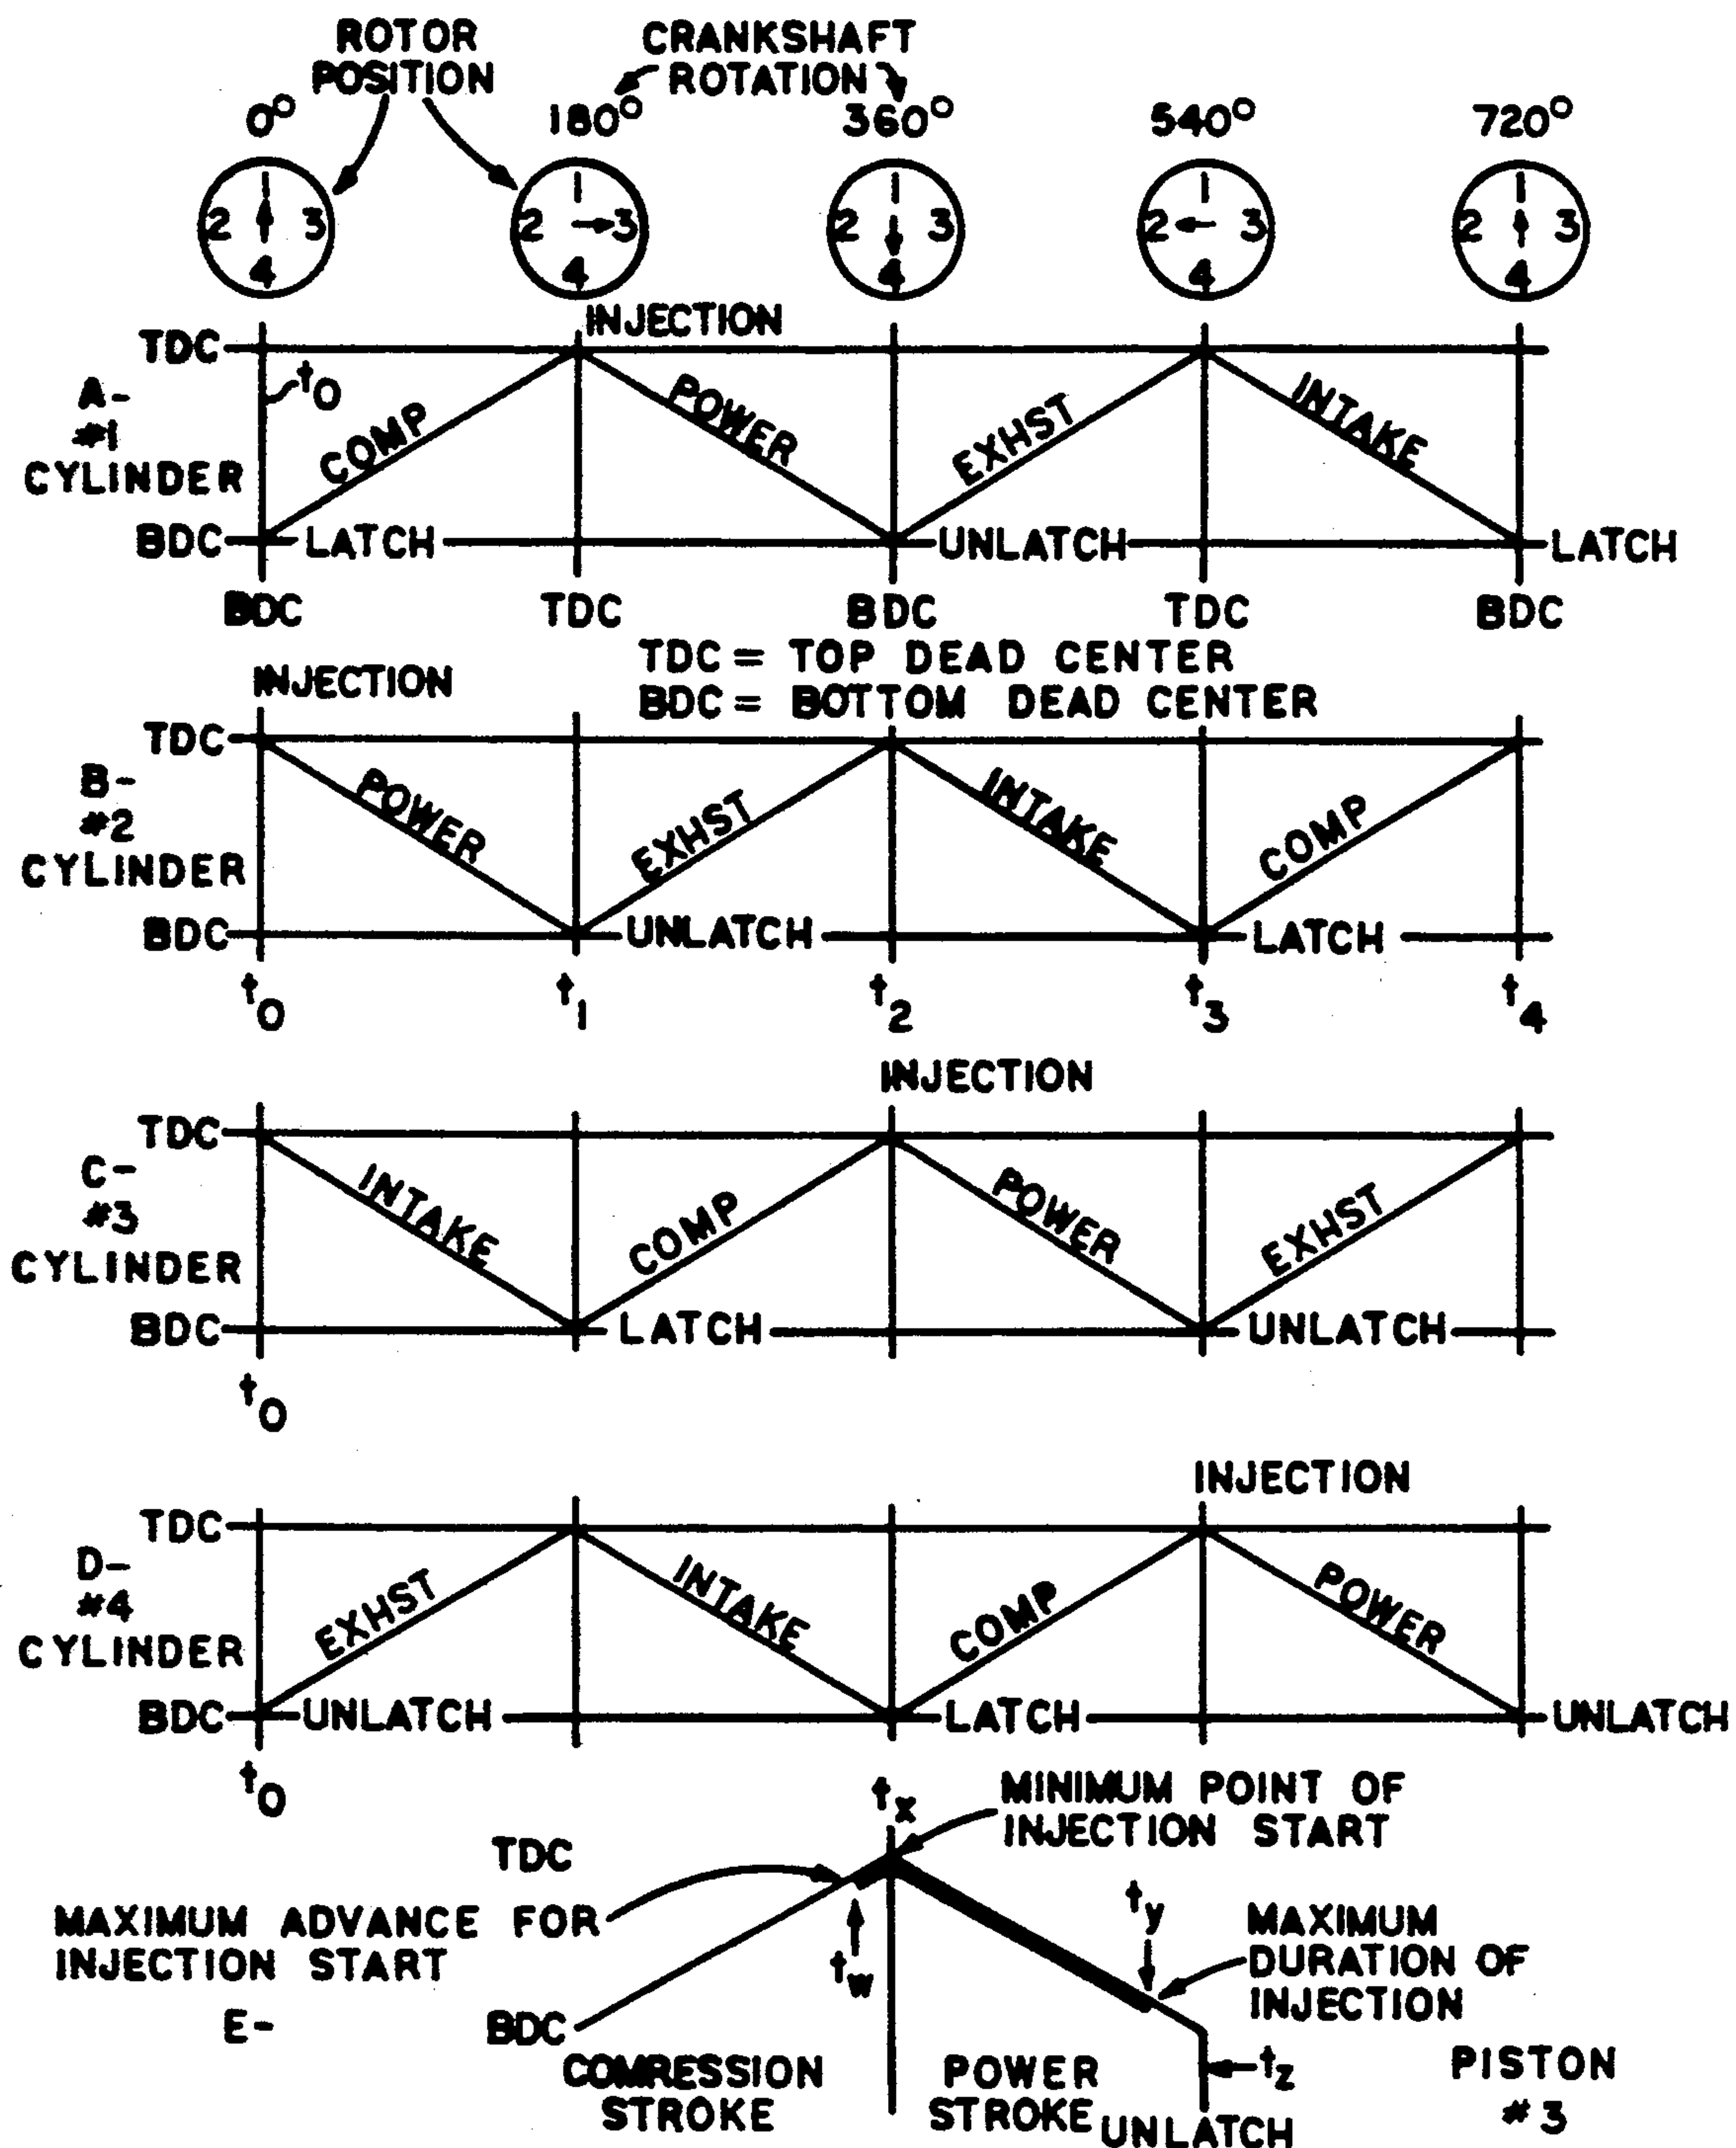 ROTOR
POSITION
CRANKSHAFT
ROTATION
0° 180° 360° 540° 720°
1 2 3 4
1 2 3 4
1 2 3 4
1 2 3 4
1 2 3 4
INJECTION
TDC
t0
A-
#1
CYLINDER
COMP
POWER
EXHST
INTAKE
BDC LATCH UNLATCH LATCH
BDC TDC BDC TDC BDC
TDC = TOP DEAD CENTER
BDC = BOTTOM DEAD CENTER
INJECTION
TDC
B-
#2
CYLINDER
POWER
EXHST
INTAKE
COMP
BDC UNLATCH LATCH
t0 t1 t2 t3 t4
INJECTION
TDC
C-
#3
CYLINDER
INTAKE
COMP
POWER
EXHST
BDC LATCH UNLATCH
t0
INJECTION
TDC
D-
#4
CYLINDER
EXHST
INTAKE
COMP
POWER
BDC UNLATCH LATCH UNLATCH
t0
tx
MINIMUM POINT OF
INJECTION START
TDC
MAXIMUM ADVANCE FOR
INJECTION START
tw
ty
MAXIMUM
DURATION OF
INJECTION
E-
BDC
COMRESSION
STROKE
POWER
STROKE
tz
UNLATCH
PISTON
#3